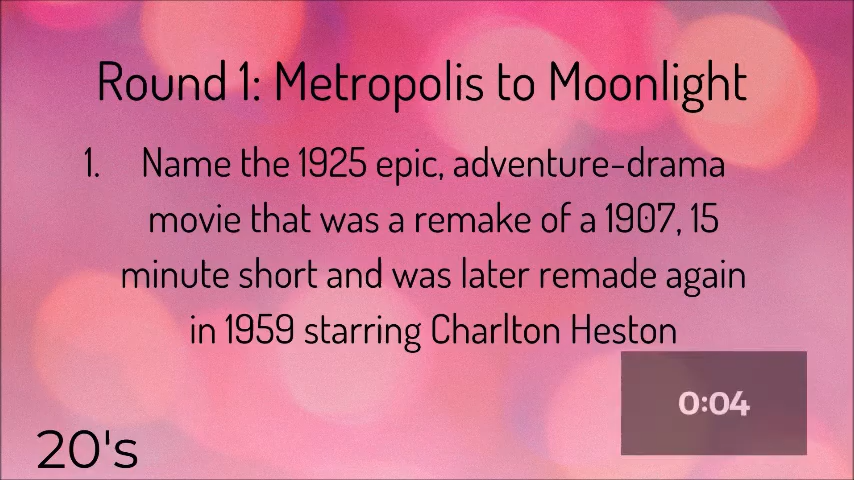 Round 1: Metropolis to Moonlight
1. Name the 1925 epic, adventure-drama
movie that was a remake of a 1907, 15
minute short and was later remade again
in 1959 starring Charlton Heston
0:04
20's